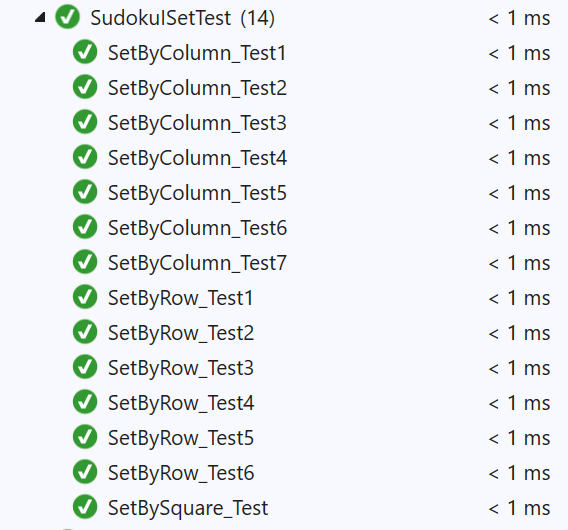 SudokuISetTest (14) < 1 ms
SetByColumn_Test1 < 1 ms
SetByColumn_Test2 < 1 ms
SetByColumn_Test3 < 1 ms
SetByColumn_Test4 < 1 ms
SetByColumn_Test5 < 1 ms
SetByColumn_Test6 < 1 ms
SetByColumn_Test7 < 1 ms
SetByRow_Test1 < 1 ms
SetByRow_Test2 < 1 ms
SetByRow_Test3 < 1 ms
SetByRow_Test4 < 1 ms
SetByRow_Test5 < 1 ms
SetByRow_Test6 < 1 ms
SetBySquare_Test < 1 ms